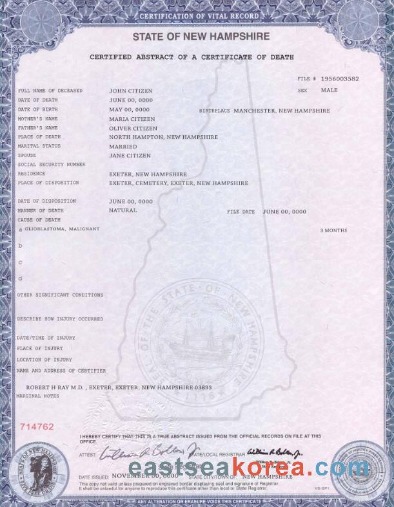 CERTIFICATION OF VITAL RECORD
STATE OF NEW HAMPSHIRE
CERTIFIED ABSTRACT OF A CERTIFICATE OF DEATH
FILE # 1956003582
FULL NAME OF DECEASED JOHN CITIZEN SEX MALE
DATE OF DEATH JUNE 00, 0000
DATE OF BIRTH MAY 00, 0000 BIRTHPLACE MANCHESTER, NEW HAMPSHIRE
MOTHER'S NAME MARIA CITIZEN
FATHER'S NAME OLIVER CITIZEN
PLACE OF DEATH NORTH HAMPTON, NEW HAMPSHIRE
MARITAL STATUS MARRIED
SPOUSE JANE CITIZEN
SOCIAL SECURITY NUMBER
RESIDENCE EXETER, NEW HAMPSHIRE
PLACE OF DISPOSITION EXETER, CEMETERY, EXETER, NEW HAMPSHIRE
DATE OF DISPOSITION JUNE 00, 0000
MANNER OF DEATH NATURAL FILE DATE JUNE 00, 0000
CAUSE OF DEATH
a GLIOBLASTOMA, MALIGNANT 3 MONTHS
b
c
d
OTHER SIGNIFICANT CONDITIONS
DESCRIBE HOW INJURY OCCURRED
DATE/TIME OF INJURY
PLACE OF INJURY
LOCATION OF INJURY
NAME AND ADDRESS OF CERTIFIER
ROBERT H RAY M.D., EXETER, EXETER, NEW HAMPSHIRE 03833
MARGINAL NOTES
714762
I HEREBY CERTIFY THAT THIS IS A TRUE ABSTRACT ISSUED FROM THE OFFICIAL RECORDS ON FILE AT THIS OFFICE.
ATTEST
eastseakorea.com
DATE ISSUED NOVEMBER 00, 0000 NEW HAMPSHIRE